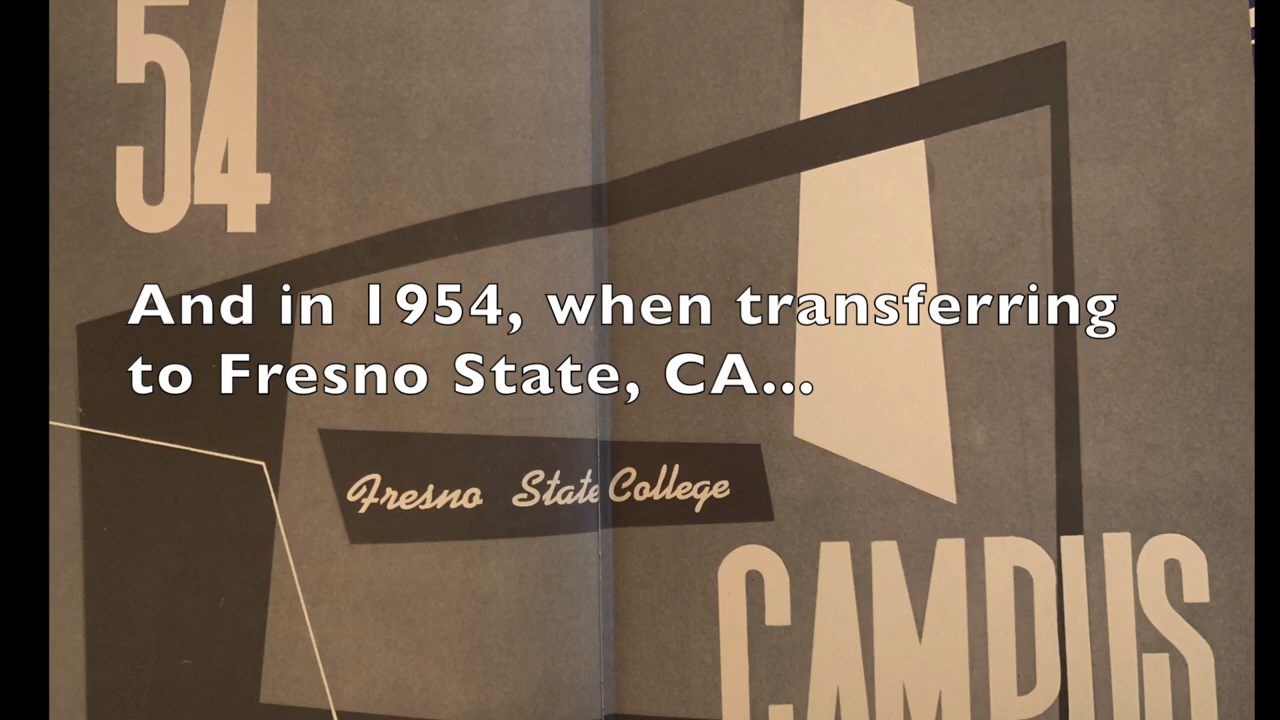 54
And in 1954, when transferring
to Fresno State, CA...
Fresno State College
CAMPUS